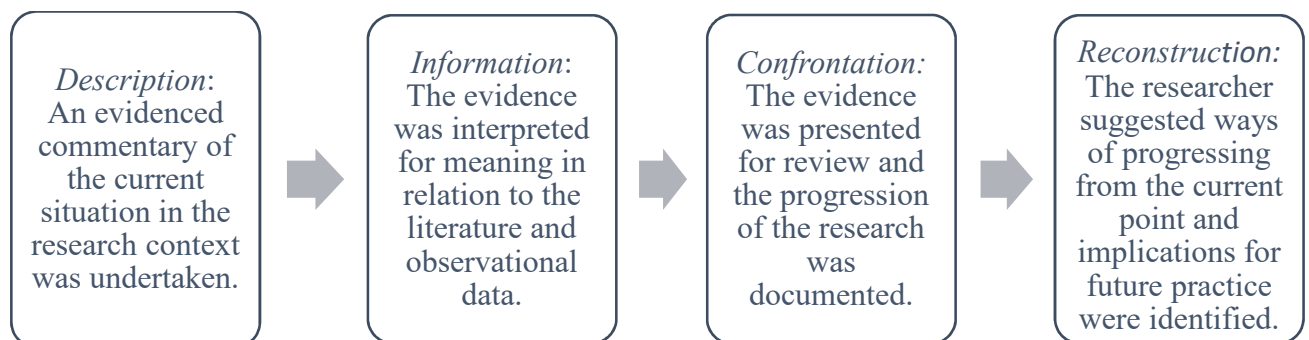 Description:
An evidenced
commentary of
the current
situation in the
research context
was undertaken.
Information:
The evidence
was interpreted
for meaning in
relation to the
literature and
observational
data.
Confrontation:
The evidence
was presented
for review and
the progression
of the research
was
documented.
Reconstruction:
The researcher
suggested ways
of progressing
from the current
point and
implications for
future practice
were identified.